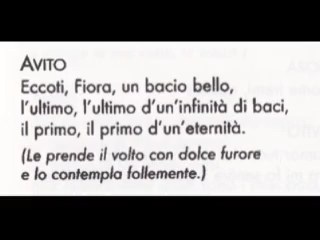 AVITO
Eccoti, Fiora, un bacio bello,
l'ultimo, l'ultimo d'un'infinità di baci,
il primo, il primo d'un'eternità.
(Le prende il volto con dolce furore
e lo contempla follemente.)